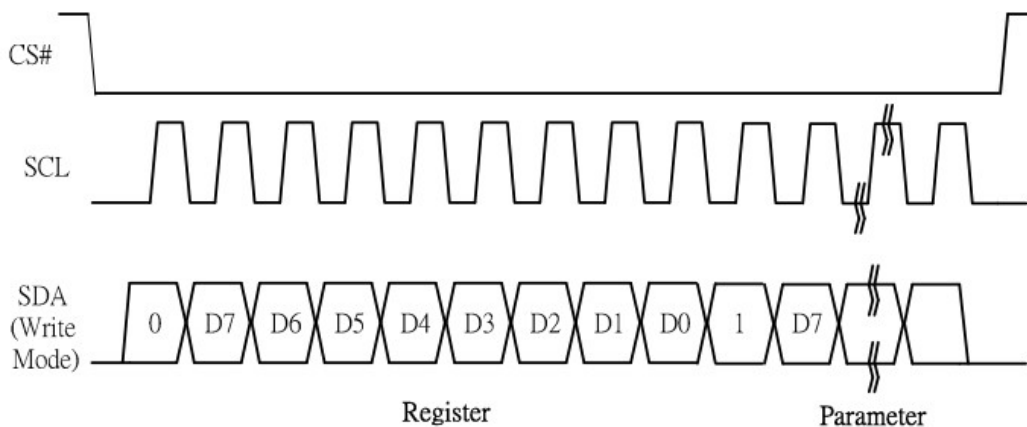 CS#
SCL
SDA
(Write
Mode)
0 D7 D6 D5 D4 D3 D2 D1 D0 1 D7
Register Parameter